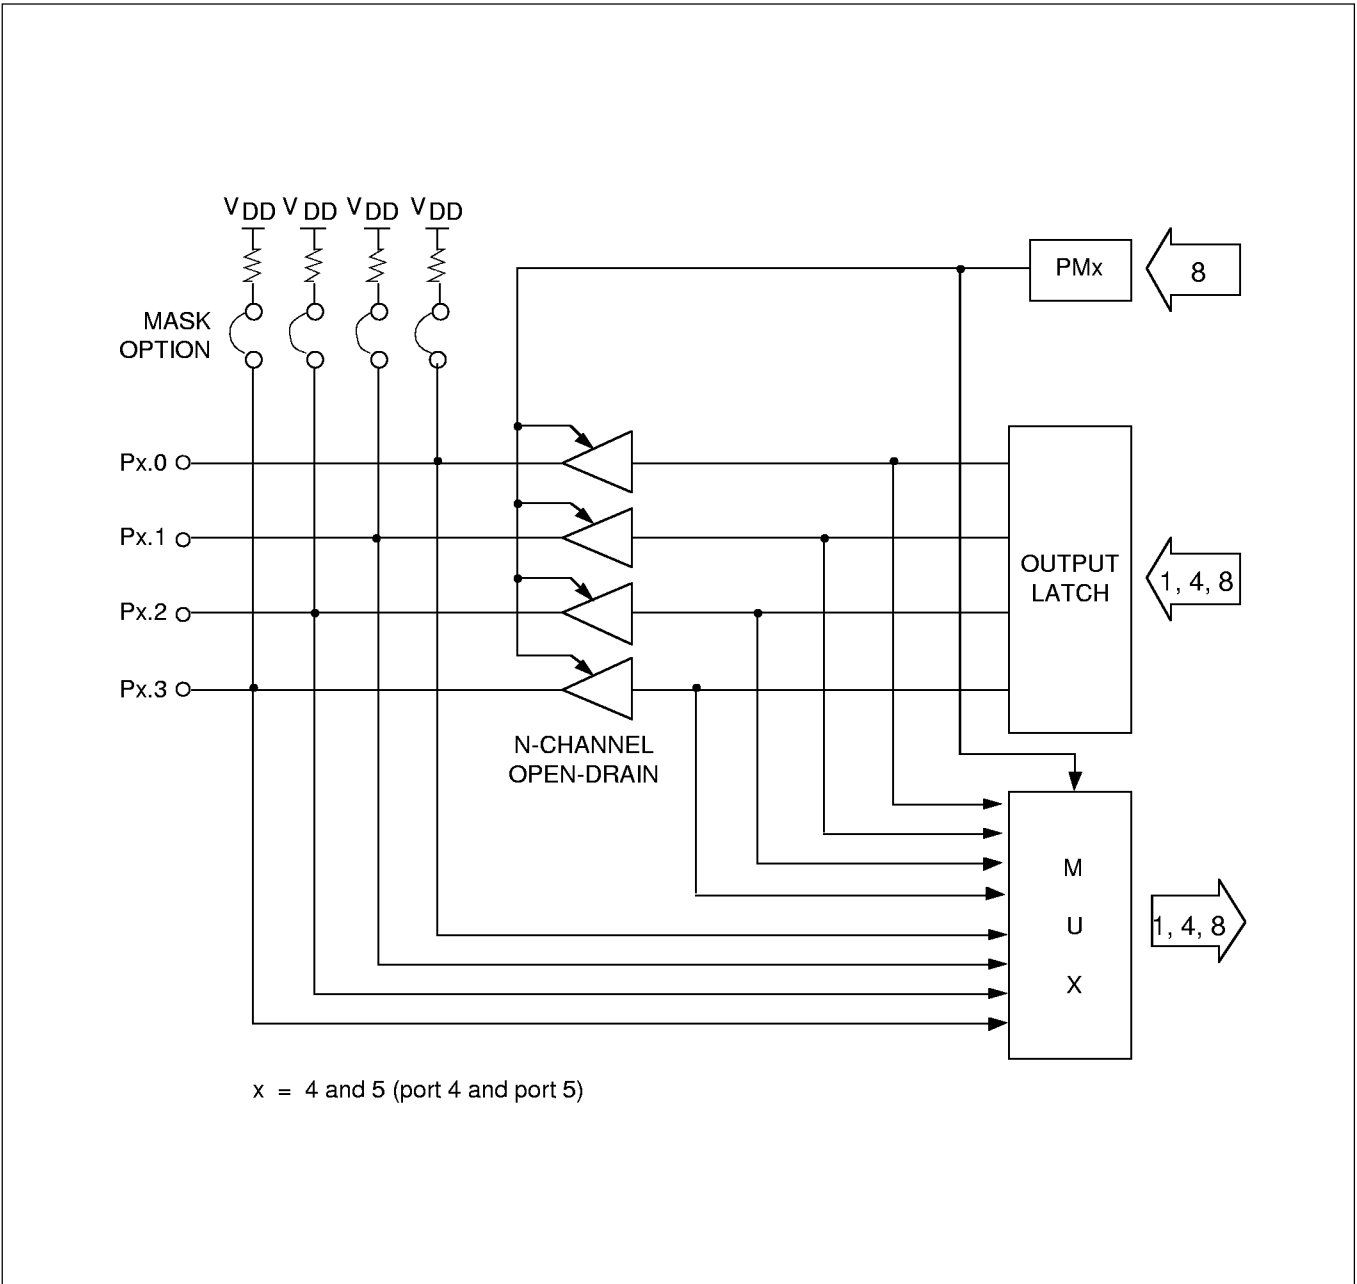 VDD VDD VDD VDD
PMx
8
MASK
OPTION
Px.0
Px.1
Px.2
Px.3
OUTPUT
LATCH
1, 4, 8
N-CHANNEL
OPEN-DRAIN
M
U
X
1, 4, 8
x = 4 and 5 (port 4 and port 5)